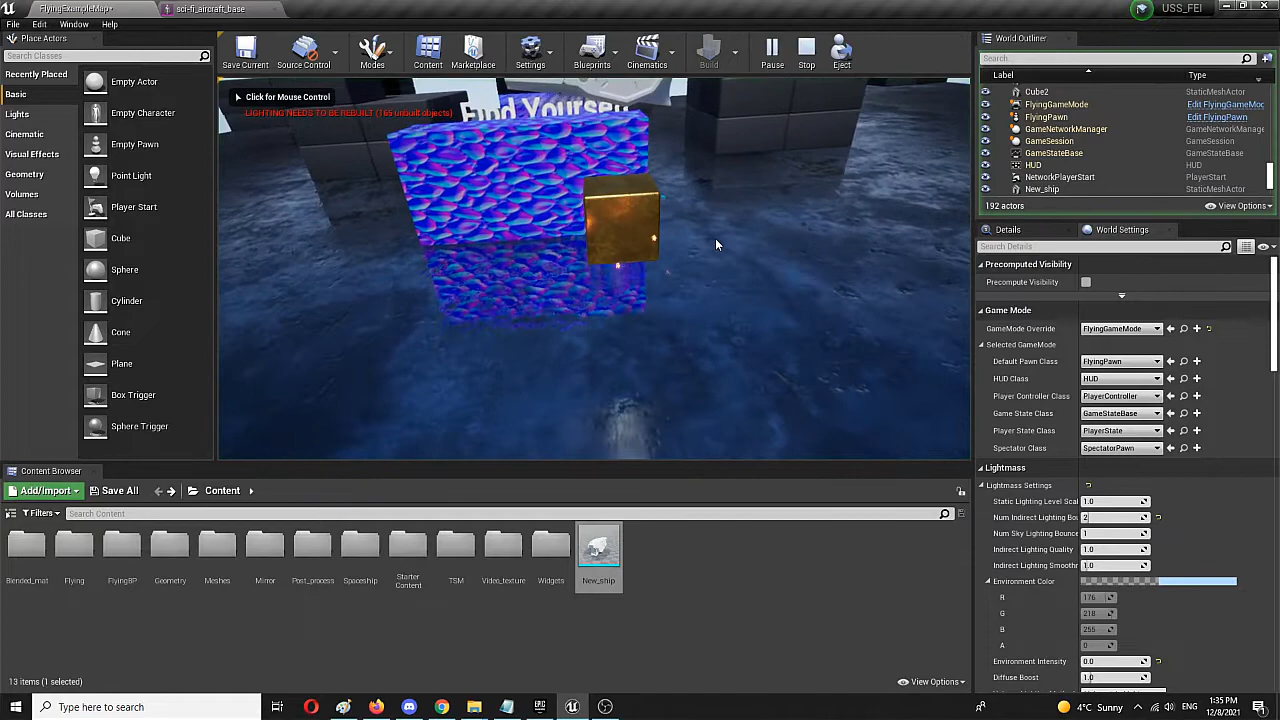 FlyingExampleMap*
sci-fi_aircraft_base
USS_FEI
File
Edit
Window
Help
Place Actors
Search Classes
Recently Placed
Basic
Lights
Cinematic
Visual Effects
Geometry
Volumes
All Classes
Empty Actor
Empty Character
Empty Pawn
Point Light
Player Start
Cube
Sphere
Cylinder
Cone
Plane
Box Trigger
Sphere Trigger
Save Current
Source Control
Modes
Content
Marketplace
Settings
Blueprints
Cinematics
Build
Pause
Stop
Eject
Click for Mouse Control
LIGHTING NEEDS TO BE REBUILT (165 unbuilt objects)
Find Yourself
World Outliner
Search...
Label
Type
Cube2
StaticMeshActor
FlyingGameMode
Edit FlyingGameMod
FlyingPawn
Edit FlyingPawn
GameNetworkManager
GameNetworkManage
GameSession
GameSession
GameStateBase
GameStateBase
HUD
HUD
NetworkPlayerStart
PlayerStart
New_ship
StaticMeshActor
192 actors
View Options
Details
World Settings
Search Details
Precomputed Visibility
Precompute Visibility
Game Mode
GameMode Override
FlyingGameMode
Selected GameMode
Default Pawn Class
FlyingPawn
HUD Class
HUD
Player Controller Class
PlayerController
Game State Class
GameStateBase
Player State Class
PlayerState
Spectator Class
SpectatorPawn
Lightmass
Lightmass Settings
Static Lighting Level Scal
1.0
Num Indirect Lighting Bou
2
Num Sky Lighting Bounce
1
Indirect Lighting Quality
1.0
Indirect Lighting Smoothn
1.0
Environment Color
R
176
G
218
B
255
A
0
Environment Intensity
0.0
Diffuse Boost
1.0
Content Browser
Add/Import
Save All
Content
Filters
Search Content
Blended_mat
Flying
FlyingBP
Geometry
Meshes
Mirror
Post_process
Spaceship
Starter
Content
TSM
Video_texture
Widgets
New_ship
13 items (1 selected)
View Options
Type here to search
4°C Sunny
ENG
1:35 PM
12/8/2021